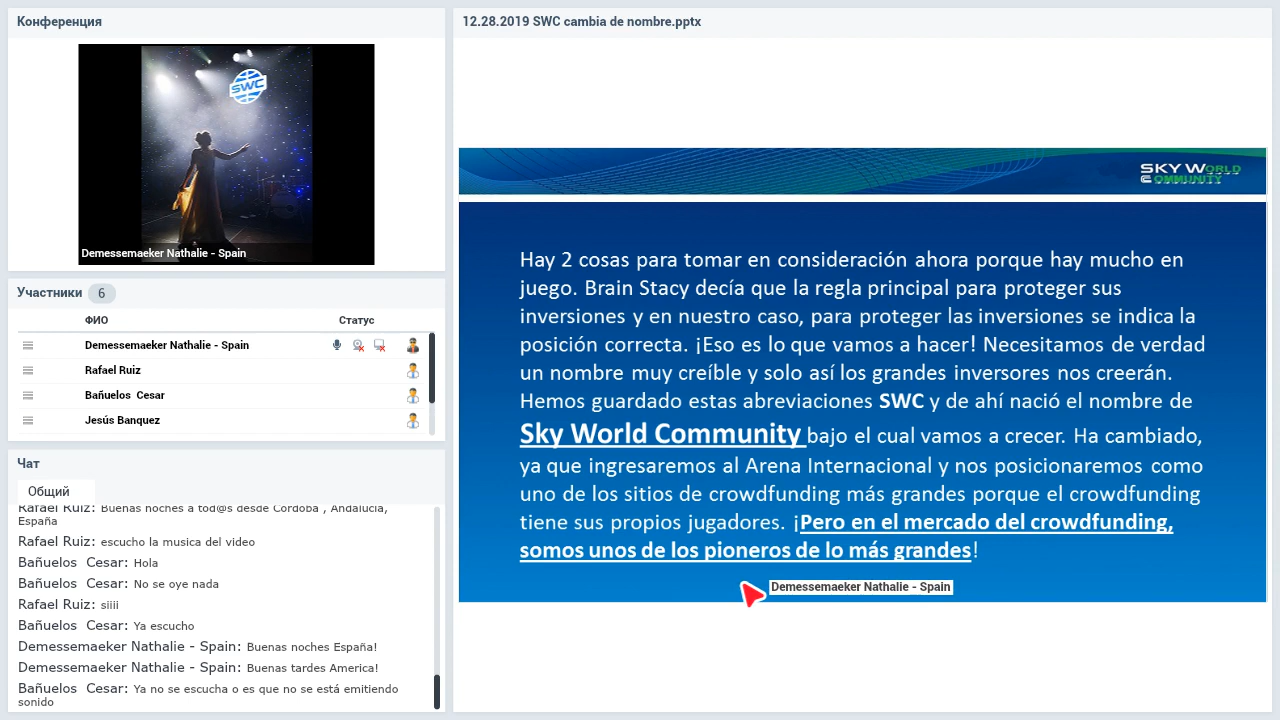 Конференция
SWC
Demessemaeker Nathalie - Spain
Участники 6
ФИО Статус
Demessemaeker Nathalie - Spain
Rafael Ruiz
Bañuelos Cesar
Jesús Banquez
Чат
Общий
Rafael Ruiz: Buenas noches a tod@s desde Cordoba , Andalucia,
España
Rafael Ruiz: escucho la musica del video
Bañuelos Cesar: Hola
Bañuelos Cesar: No se oye nada
Rafael Ruiz: siiii
Bañuelos Cesar: Ya escucho
Demessemaeker Nathalie - Spain: Buenas noches España!
Demessemaeker Nathalie - Spain: Buenas tardes America!
Bañuelos Cesar: Ya no se escucha o es que no se está emitiendo
sonido
12.28.2019 SWC cambia de nombre.pptx
SKY WORLD
COMMUNITY
Hay 2 cosas para tomar en consideración ahora porque hay mucho en
juego. Brain Stacy decía que la regla principal para proteger sus
inversiones y en nuestro caso, para proteger las inversiones se indica la
posición correcta. ¡Eso es lo que vamos a hacer! Necesitamos de verdad
un nombre muy creíble y solo así los grandes inversores nos creerán.
Hemos guardado estas abreviaciones SWC y de ahí nació el nombre de
Sky World Community bajo el cual vamos a crecer. Ha cambiado,
ya que ingresaremos al Arena Internacional y nos posicionaremos como
uno de los sitios de crowdfunding más grandes porque el crowdfunding
tiene sus propios jugadores. ¡Pero en el mercado del crowdfunding,
somos unos de los pioneros de lo más grandes!
Demessemaeker Nathalie - Spain